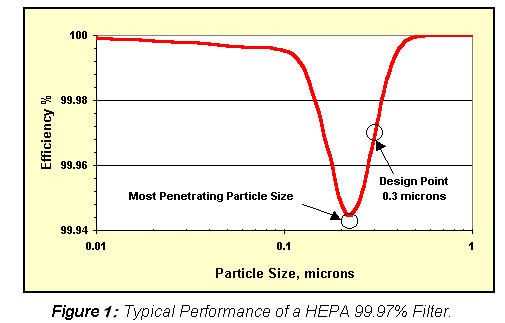 100
99.98
99.96
99.94
Efficiency %
Design Point
0.3 microns
Most Penetrating Particle Size
0.01
0.1
1
Particle Size, microns
Figure 1: Typical Performance of a HEPA 99.97% Filter.